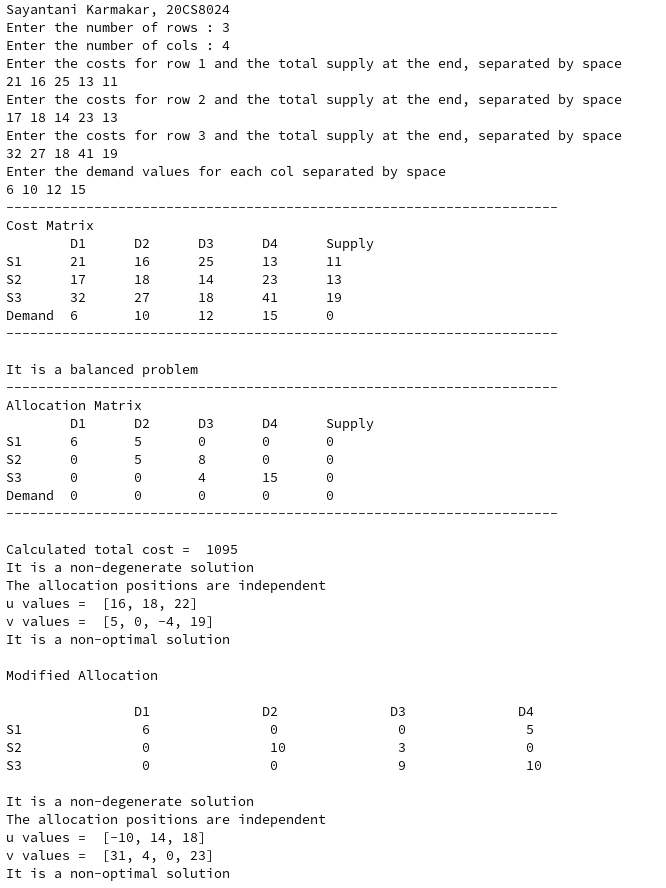 Sayantani Karmakar, 20CS8024
Enter the number of rows : 3
Enter the number of cols : 4
Enter the costs for row 1 and the total supply at the end, separated by space
21 16 25 13 11
Enter the costs for row 2 and the total supply at the end, separated by space
17 18 14 23 13
Enter the costs for row 3 and the total supply at the end, separated by space
32 27 18 41 19
Enter the demand values for each col separated by space
6 10 12 15
---------------------------------------------------------------------
Cost Matrix
        D1      D2      D3      D4      Supply
S1      21      16      25      13      11
S2      17      18      14      23      13
S3      32      27      18      41      19
Demand  6       10      12      15      0
---------------------------------------------------------------------
It is a balanced problem
---------------------------------------------------------------------
Allocation Matrix
        D1      D2      D3      D4      Supply
S1      6       5       0       0       0
S2      0       5       8       0       0
S3      0       0       4       15      0
Demand  0       0       0       0       0
---------------------------------------------------------------------
Calculated total cost =  1095
It is a non-degenerate solution
The allocation positions are independent
u values =  [16, 18, 22]
v values =  [5, 0, -4, 19]
It is a non-optimal solution
Modified Allocation
                D1              D2              D3              D4
S1               6               0               0               5
S2               0               10              3               0
S3               0               0               9               10
It is a non-degenerate solution
The allocation positions are independent
u values =  [-10, 14, 18]
v values =  [31, 4, 0, 23]
It is a non-optimal solution